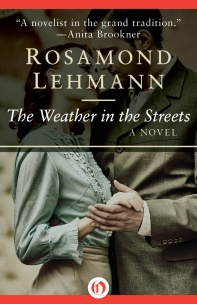 “A novelist in the grand tradition.”
—Anita Brookner
ROSAMOND
LEHMANN
The Weather in the Streets
A NOVEL